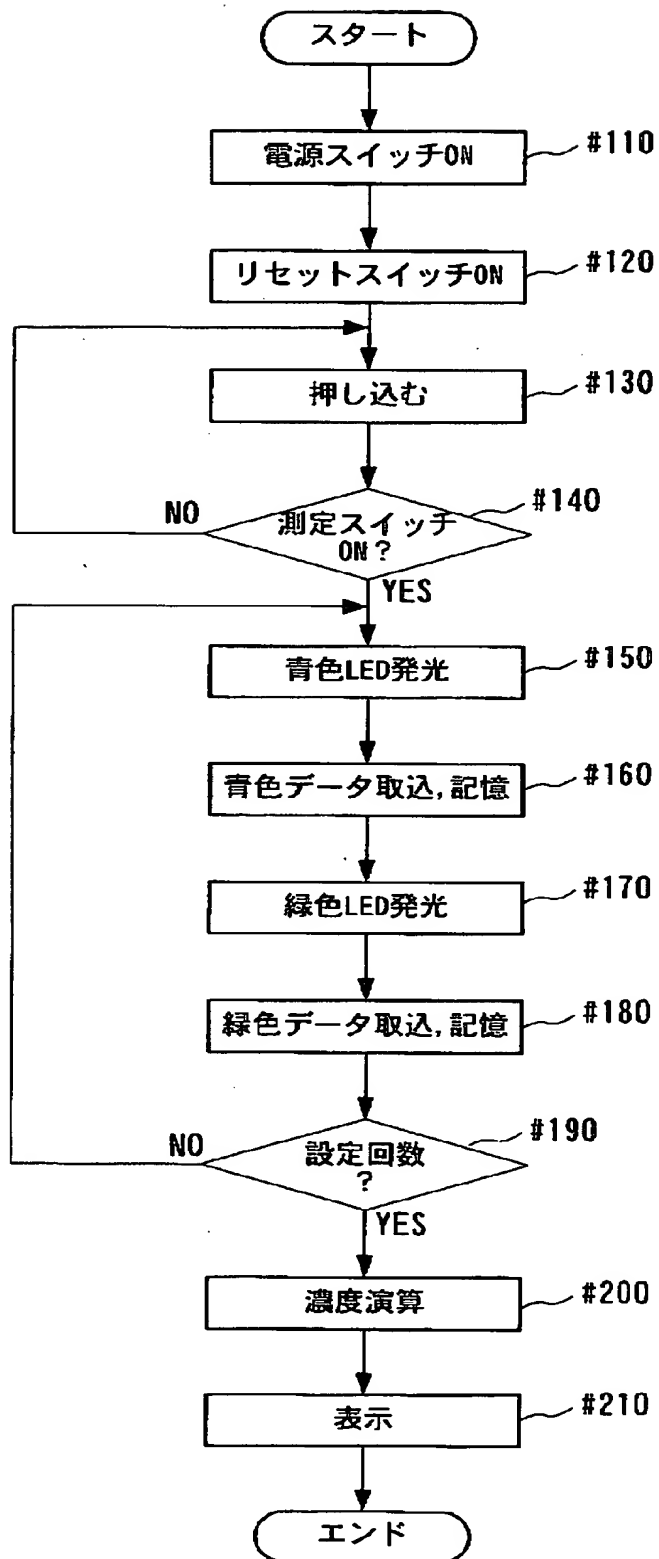 スタート
電源スイッチON
#110
リセットスイッチON
#120
押し込む
#130
測定スイッチ
ON?
#140
NO
YES
青色LED発光
#150
青色データ取込,記憶
#160
緑色LED発光
#170
緑色データ取込,記憶
#180
設定回数
?
#190
NO
YES
濃度演算
#200
表示
#210
エンド